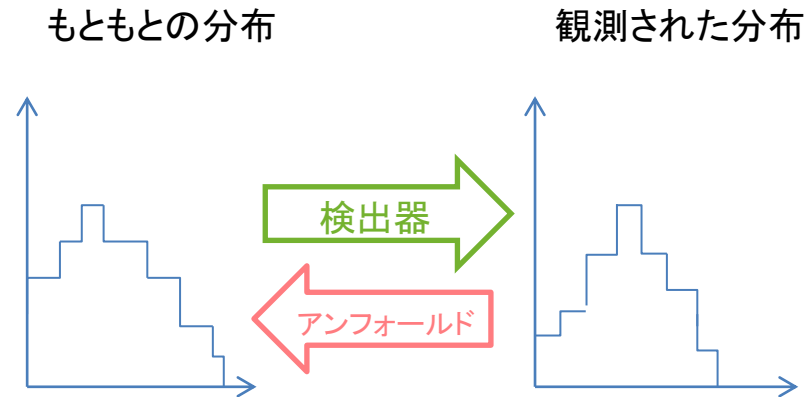 もともとの分布
観測された分布
検出器
アンフォールド